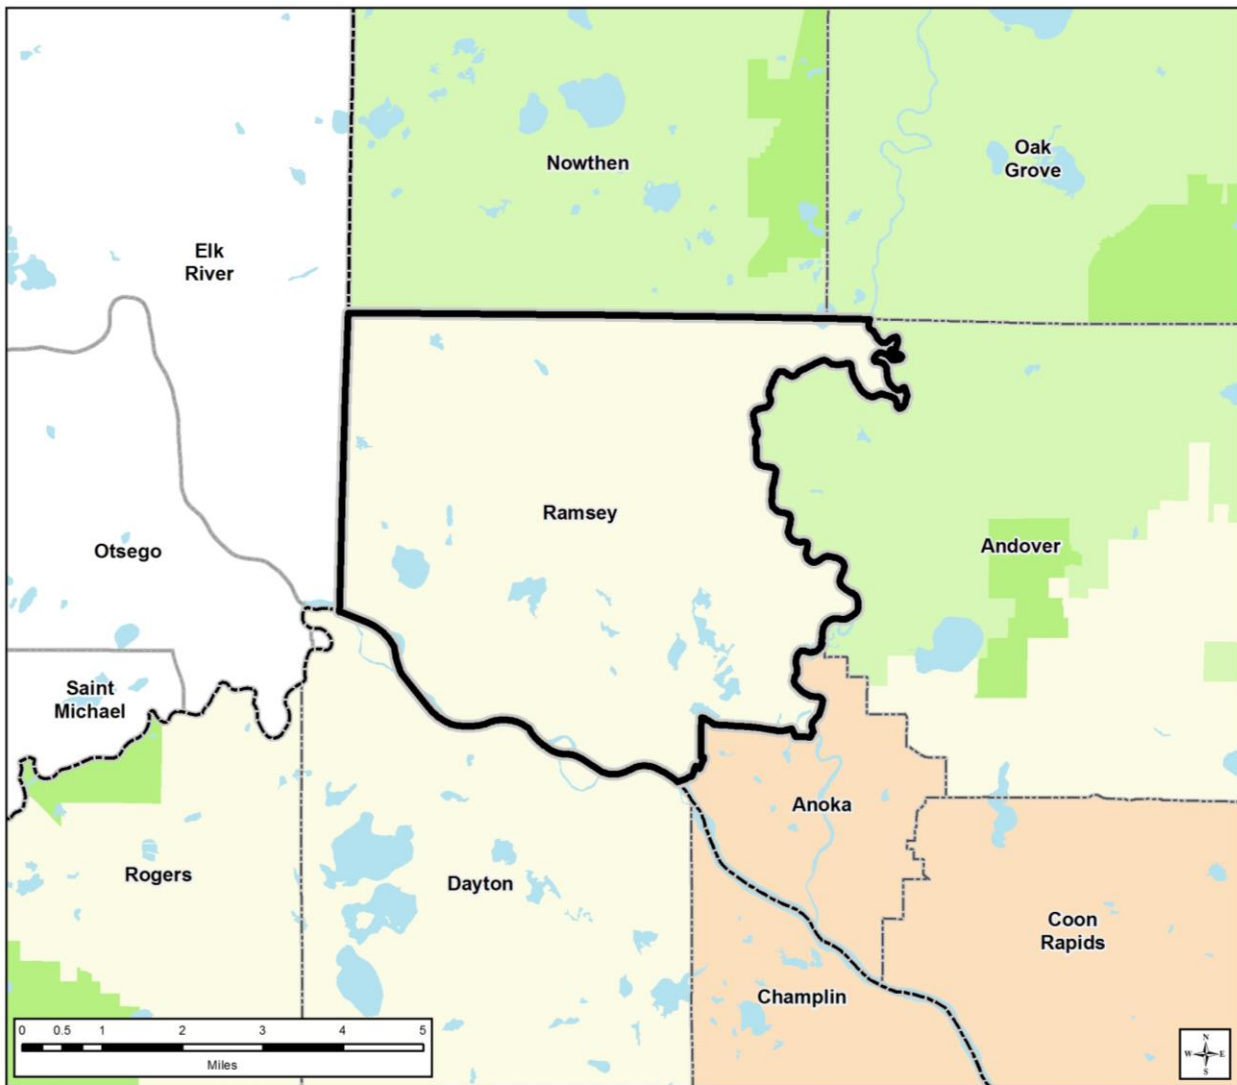 Nowthen
Oak
Grove
Elk
River
Ramsey
Otsego
Andover
Saint
Michael
Anoka
Rogers
Dayton
Coon
Rapids
Champlin
0 0.5 1 2 3 4 5
Miles
N
W E
S